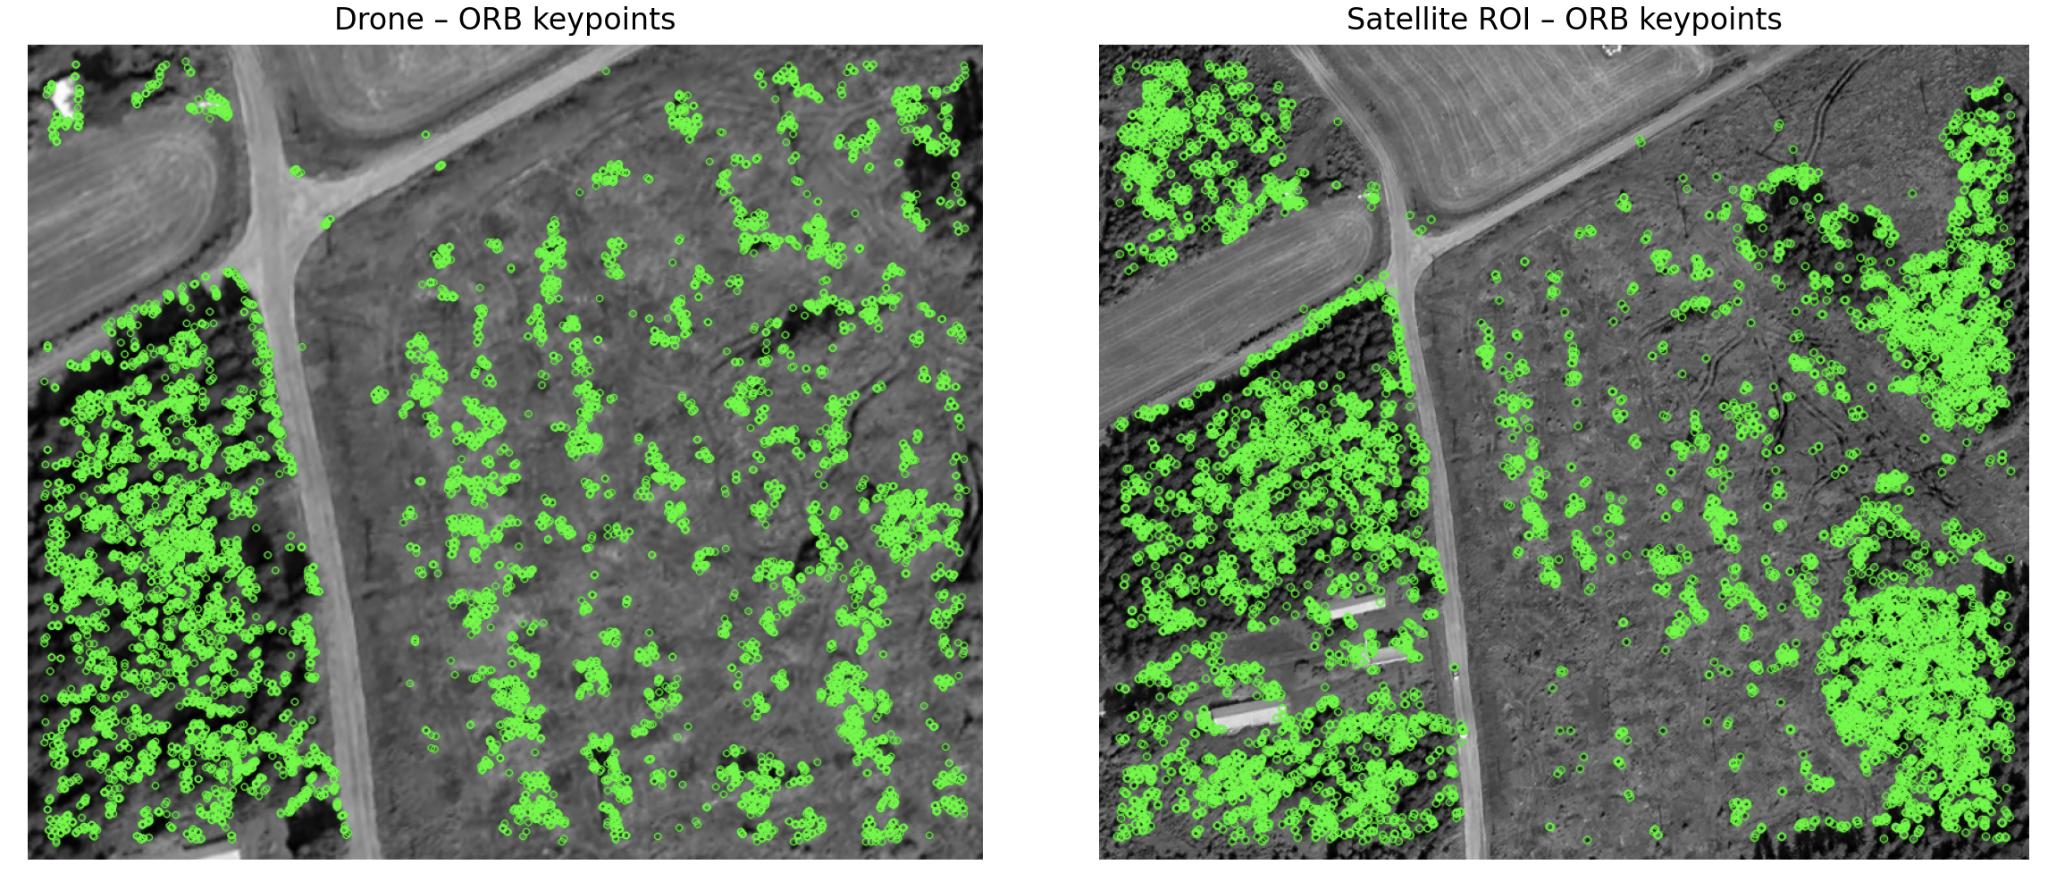 Drone – ORB keypoints
Satellite ROI – ORB keypoints